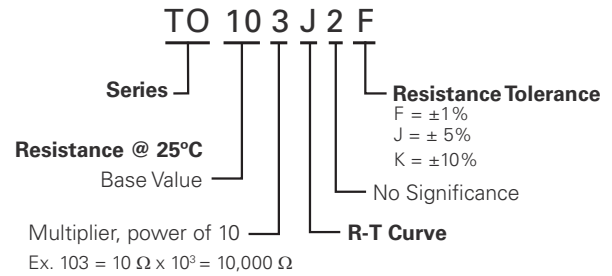 TO 10 3 J 2 F
Series
Resistance Tolerance
F = ±1%
J = ± 5%
K = ±10%
Resistance @ 25ºC
Base Value
No Significance
Multiplier, power of 10
R-T Curve
Ex. 103 = 10 Ω x 10³ = 10,000 Ω